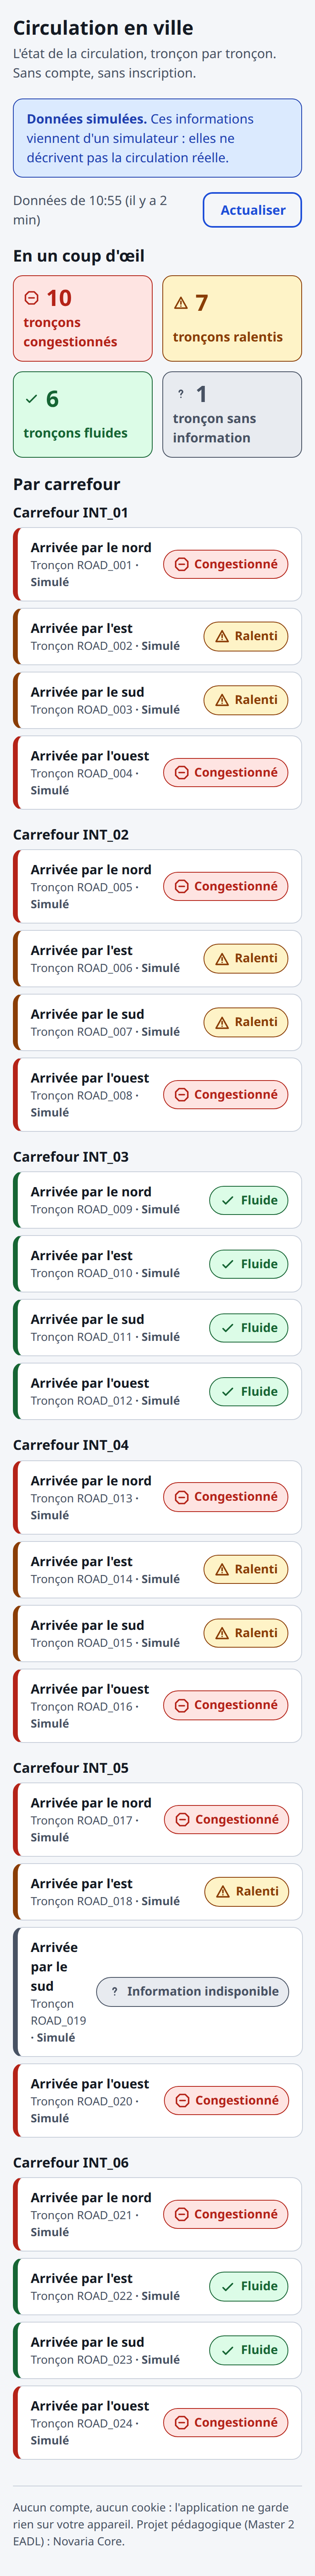 Circulation en ville
L'état de la circulation, tronçon par tronçon.
Sans compte, sans inscription.
Données simulées. Ces informations
viennent d'un simulateur : elles ne
décrivent pas la circulation réelle.
Données de 10:55 (il y a 2
min)
Actualiser
En un coup d'œil
10
tronçons
congestionnés
7
tronçons ralentis
6
tronçons fluides
? 1
tronçon sans
information
Par carrefour
Carrefour INT_01
Arrivée par le nord
Tronçon ROAD_001 ·
Simulé
Congestionné
Arrivée par l'est
Tronçon ROAD_002 · Simulé
Ralenti
Arrivée par le sud
Tronçon ROAD_003 · Simulé
Ralenti
Arrivée par l'ouest
Tronçon ROAD_004 ·
Simulé
Congestionné
Carrefour INT_02
Arrivée par le nord
Tronçon ROAD_005 ·
Simulé
Congestionné
Arrivée par l'est
Tronçon ROAD_006 · Simulé
Ralenti
Arrivée par le sud
Tronçon ROAD_007 · Simulé
Ralenti
Arrivée par l'ouest
Tronçon ROAD_008 ·
Simulé
Congestionné
Carrefour INT_03
Arrivée par le nord
Tronçon ROAD_009 · Simulé
Fluide
Arrivée par l'est
Tronçon ROAD_010 · Simulé
Fluide
Arrivée par le sud
Tronçon ROAD_011 · Simulé
Fluide
Arrivée par l'ouest
Tronçon ROAD_012 · Simulé
Fluide
Carrefour INT_04
Arrivée par le nord
Tronçon ROAD_013 ·
Simulé
Congestionné
Arrivée par l'est
Tronçon ROAD_014 · Simulé
Ralenti
Arrivée par le sud
Tronçon ROAD_015 · Simulé
Ralenti
Arrivée par l'ouest
Tronçon ROAD_016 ·
Simulé
Congestionné
Carrefour INT_05
Arrivée par le nord
Tronçon ROAD_017 ·
Simulé
Congestionné
Arrivée par l'est
Tronçon ROAD_018 · Simulé
Ralenti
Arrivée
par le
sud
Tronçon
ROAD_019
· Simulé
? Information indisponible
Arrivée par l'ouest
Tronçon ROAD_020 ·
Simulé
Congestionné
Carrefour INT_06
Arrivée par le nord
Tronçon ROAD_021 ·
Simulé
Congestionné
Arrivée par l'est
Tronçon ROAD_022 · Simulé
Fluide
Arrivée par le sud
Tronçon ROAD_023 · Simulé
Fluide
Arrivée par l'ouest
Tronçon ROAD_024 ·
Simulé
Congestionné
Aucun compte, aucun cookie : l'application ne garde
rien sur votre appareil. Projet pédagogique (Master 2
EADL) : Novaria Core.